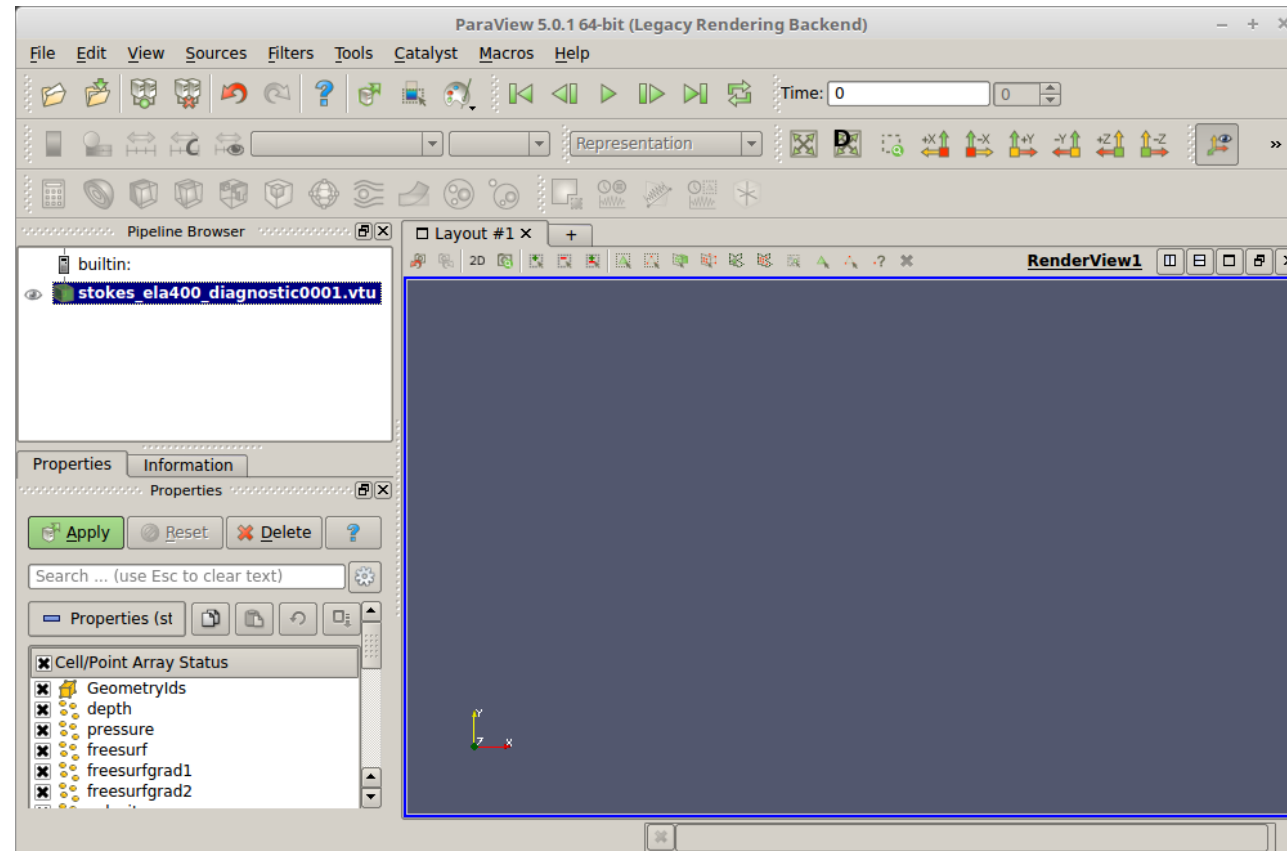 ParaView 5.0.1 64-bit (Legacy Rendering Backend)
File Edit View Sources Filters Tools Catalyst Macros Help
Time: 0 0
Representation
D +X -X +Y -Y +Z -Z
Pipeline Browser
Layout #1
builtin:
2D RenderView1
stokes_ela400_diagnostic0001.vtu
Properties Information
Properties
Apply Reset Delete ?
Search ... (use Esc to clear text)
Properties (st
Cell/Point Array Status
GeometryIds
depth
pressure
freesurf
freesurfgrad1
freesurfgrad2
Y
Z X